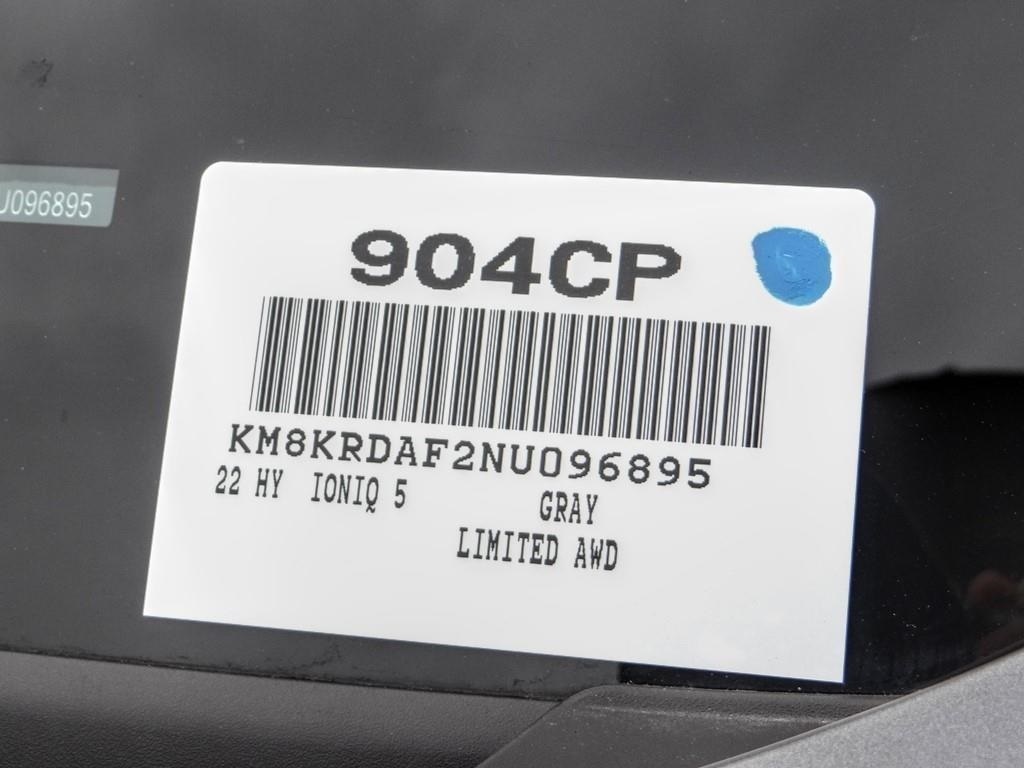 U096895
904CP
KM8KRDAF2NU096895
22 HY IONIQ 5 GRAY
LIMITED AWD